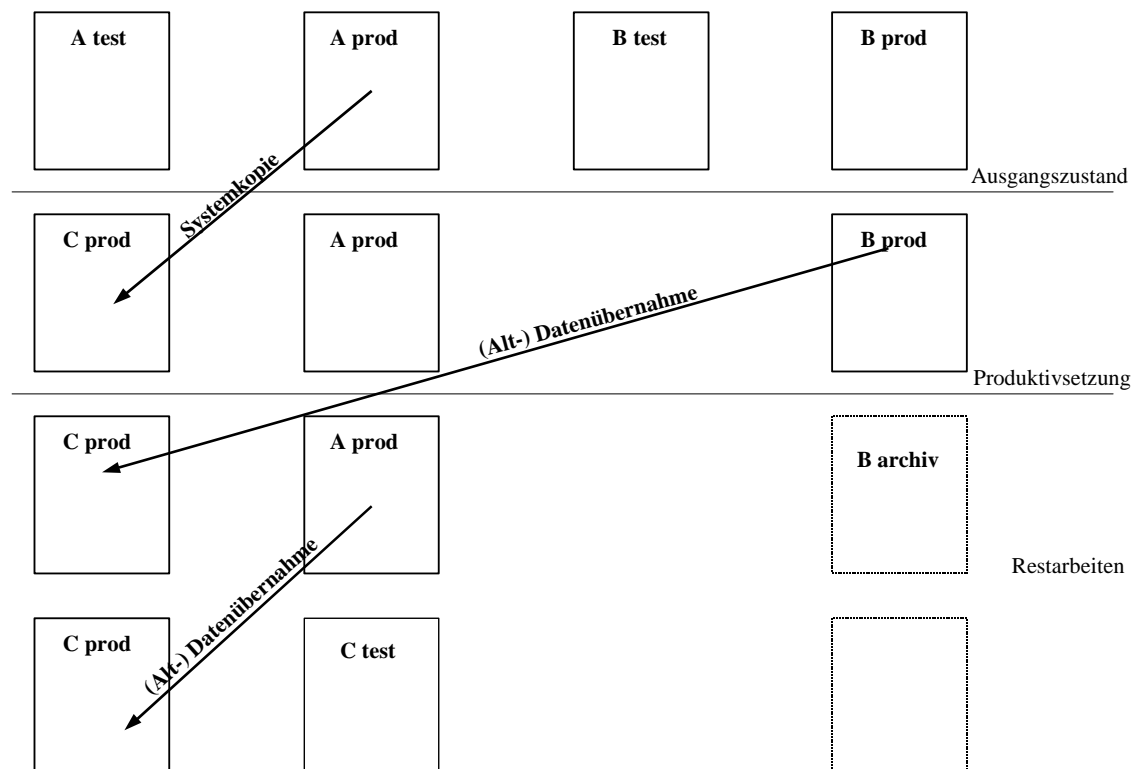 A test
A prod
B test
B prod
Systemkopie
Ausgangszustand
C prod
A prod
B prod
(Alt-) Datenübernahme
Produktivsetzung
C prod
A prod
B archiv
Restarbeiten
(Alt-) Datenübernahme
C prod
C test